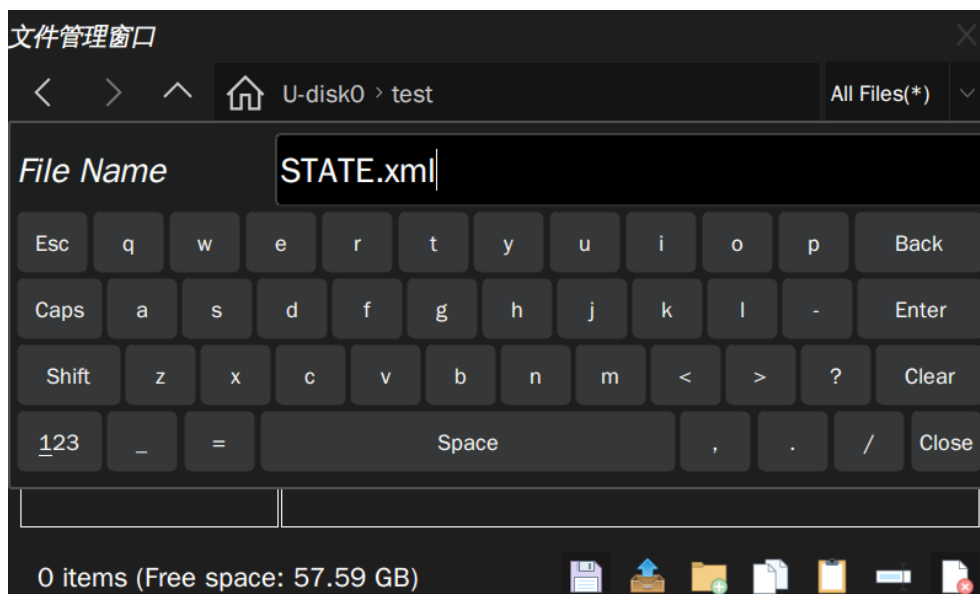 文件管理窗口
U-disk0 > test All Files(*)
File Name STATE.xml
Esc q w e r t y u i o p Back
Caps a s d f g h j k l - Enter
Shift z x c v b n m < > ? Clear
123 _ = Space , . / Close
0 items (Free space: 57.59 GB)